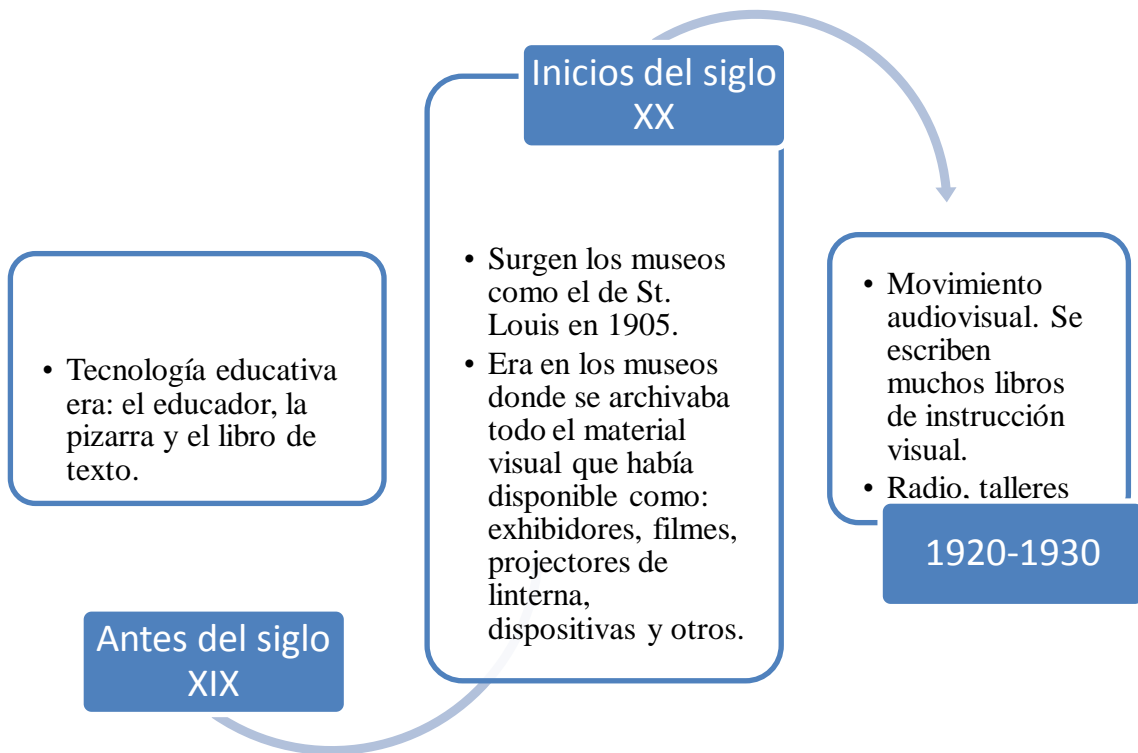 Antes del siglo
XIX
• Tecnología educativa
era: el educador, la
pizarra y el libro de
texto.
Inicios del siglo
XX
• Surgen los museos
como el de St.
Louis en 1905.
• Era en los museos
donde se archivaba
todo el material
visual que había
disponible como:
exhibidores, filmes,
projectores de
linterna,
dispositivas y otros.
1920-1930
• Movimiento
audiovisual. Se
escriben
muchos libros
de instrucción
visual.
• Radio, talleres